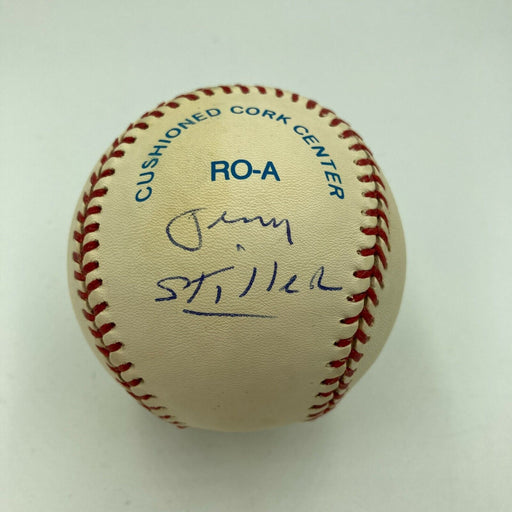 CUSHIONED CORK CENTER
RO-A
Jerry
Stiller